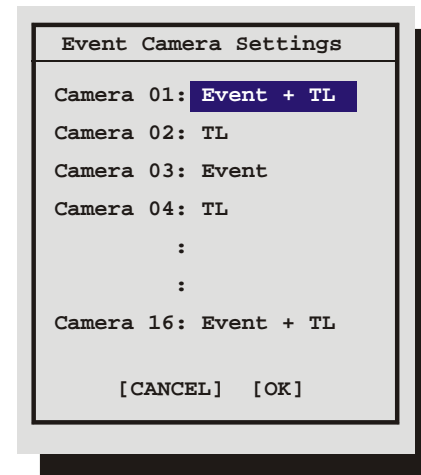 Event Camera Settings
Camera 01: Event + TL
Camera 02: TL
Camera 03: Event
Camera 04: TL
:
:
Camera 16: Event + TL
[CANCEL] [OK]